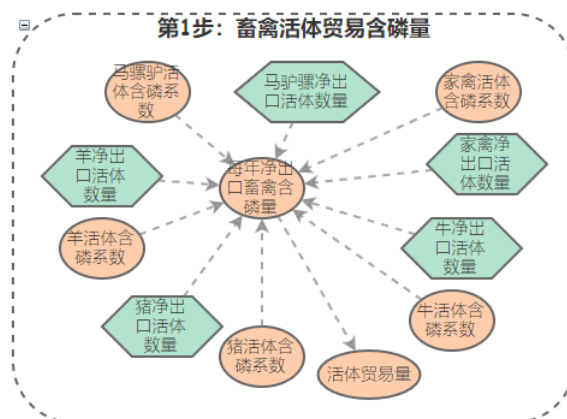 第1步：畜禽活体贸易含磷量
马骡驴活
体含磷系
数
马驴骡净出
口活体数量
家禽活体
含磷系数
羊净出
口活体
数量
每年净出
口畜禽含
磷量
家禽净
出口活
体数量
羊活体含
磷系数
牛净出
口活体
数量
猪净出
口活体
数量
猪活体含
磷系数
牛活体含
磷系数
活体贸易量